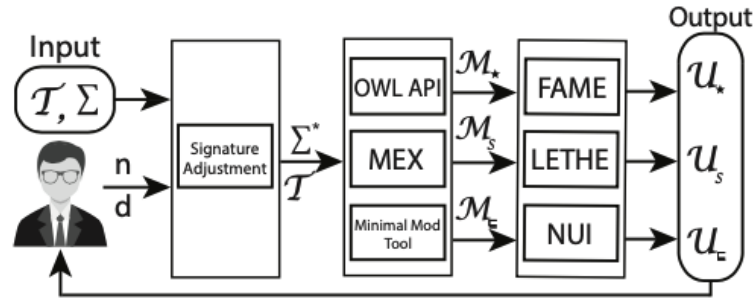 Input
𝒯, Σ
n
d
Signature
Adjustment
Σ*
𝒯
OWL API
MEX
Minimal Mod
Tool
ℳ⋆
ℳₛ
ℳ⊑
FAME
LETHE
NUI
Output
𝒰⋆
𝒰ₛ
𝒰⊑